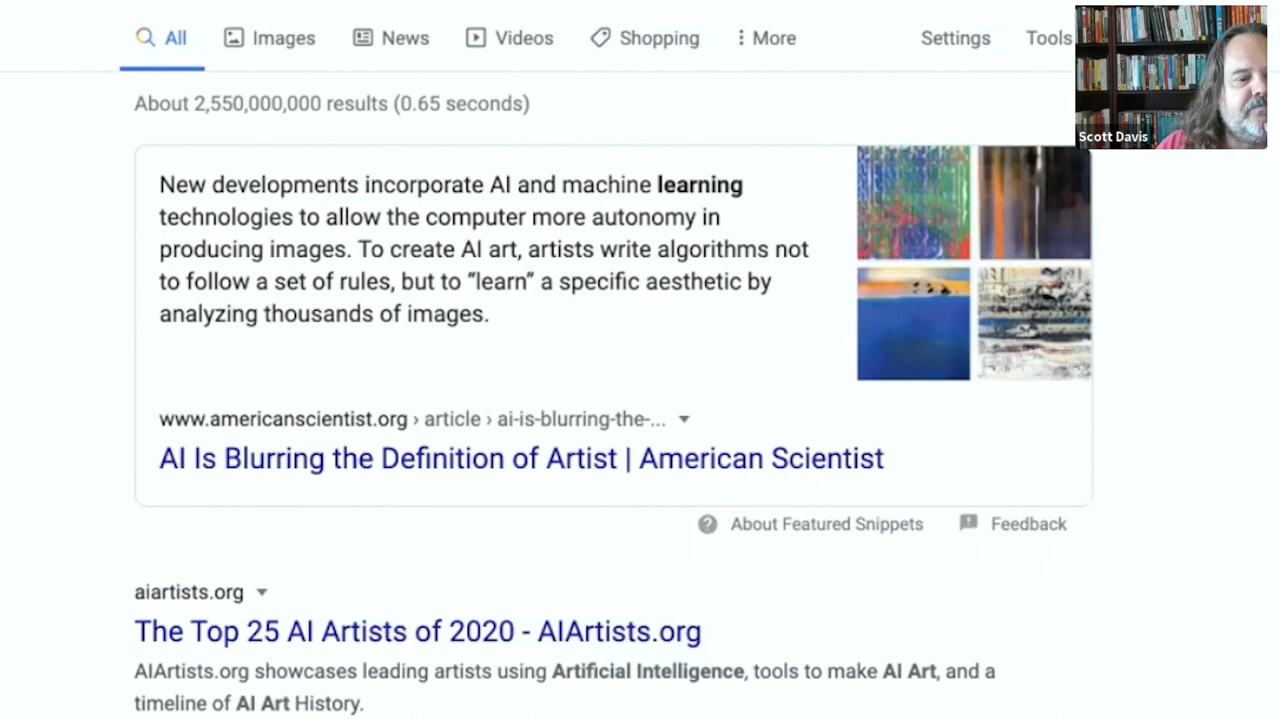 All Images News Videos Shopping More Settings Tools
Scott Davis
About 2,550,000,000 results (0.65 seconds)
New developments incorporate AI and machine learning
technologies to allow the computer more autonomy in
producing images. To create AI art, artists write algorithms not
to follow a set of rules, but to “learn” a specific aesthetic by
analyzing thousands of images.
www.americanscientist.org › article › ai-is-blurring-the-...
AI Is Blurring the Definition of Artist | American Scientist
About Featured Snippets Feedback
aiartists.org
The Top 25 AI Artists of 2020 - AIArtists.org
AIArtists.org showcases leading artists using Artificial Intelligence, tools to make AI Art, and a
timeline of AI Art History.